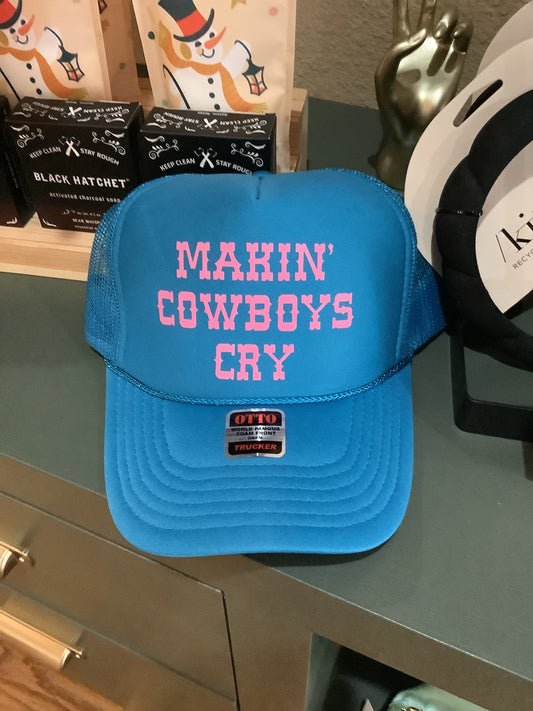 KEEP CLEAN STAY ROUGH
BLACK HATCHET
activated charcoal soap
KEEP CLEAN STAY ROUGH
MAKIN'
COWBOYS
CRY
OTTO
WORLD FAMOUS
FOAM FRONT
TRUCKER
/ki
RECYC